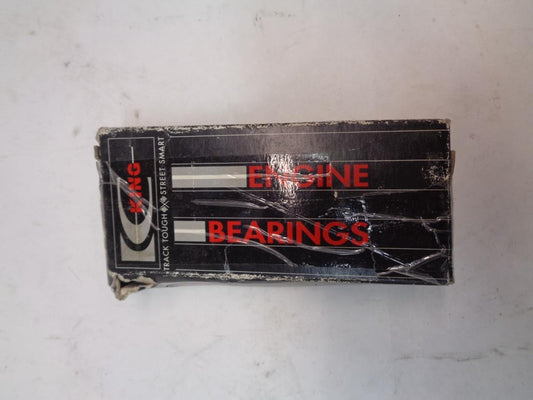 KING
TRACK TOUGH STREET SMART
ENGINE
BEARINGS